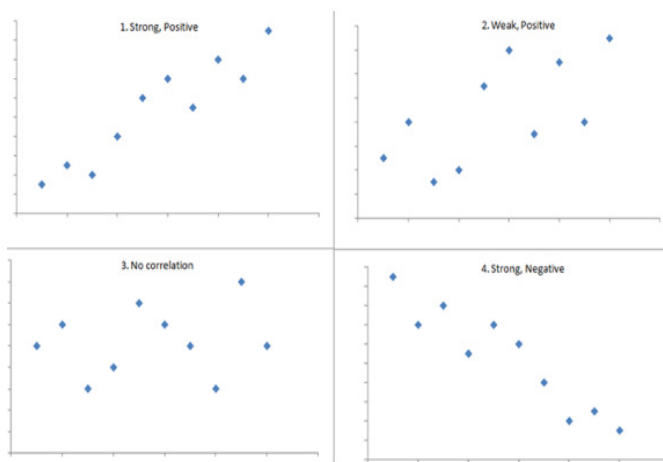 1. Strong, Positive
2. Weak, Positive
3. No correlation
4. Strong, Negative